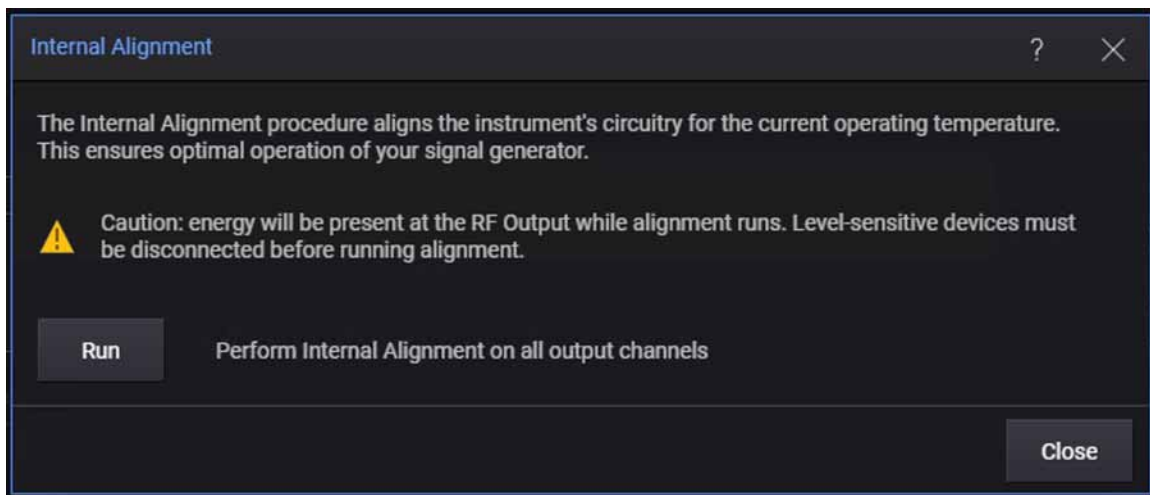 Internal Alignment ?
The Internal Alignment procedure aligns the instrument's circuitry for the current operating temperature.
This ensures optimal operation of your signal generator.
Caution: energy will be present at the RF Output while alignment runs. Level-sensitive devices must
be disconnected before running alignment.
Run Perform Internal Alignment on all output channels
Close